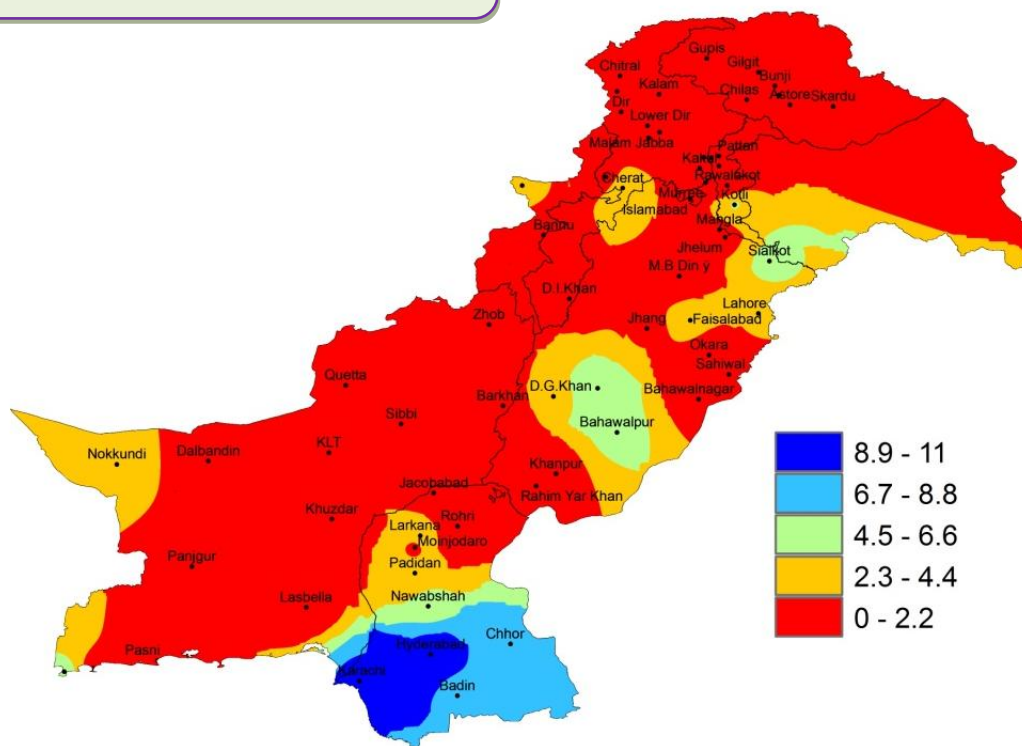 Gupis
Gilgit
Chitral
Bunji
Kalam
Chilas
Astore
Skardu
Dir
Lower Dir
Malam Jabba
Pattan
Kakul
Cherat
Rawalakot
Murree
Kotli
Islamabad
Mangla
Bannu
Jhelum
Sialkot
M.B Din ÿ
D.I.Khan
Lahore
Zhob
Faisalabad
Jhang
Okara
Sahiwal
Quetta
D.G.Khan
Bahawalnagar
Barkhan
Sibbi
Bahawalpur
KLT
Nokkundi
Dalbandin
Khanpur
Jacobabad
Rahim Yar Khan
Khuzdar
Rohri
Larkana
Moinjodaro
Panjgur
Padidan
Lasbella
Nawabshah
Chhor
Pasni
Hyderabad
Karachi
Badin
8.9 - 11
6.7 - 8.8
4.5 - 6.6
2.3 - 4.4
0 - 2.2